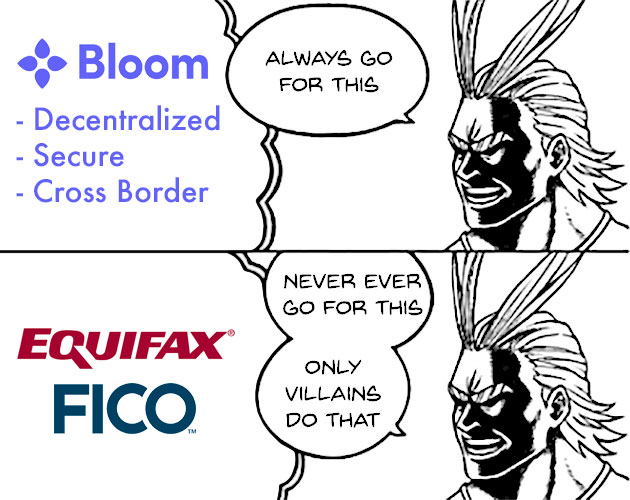 Bloom
- Decentralized
- Secure
- Cross Border
ALWAYS GO
FOR THIS
EQUIFAX®
FICO™
NEVER EVER
GO FOR THIS
ONLY
VILLAINS
DO THAT